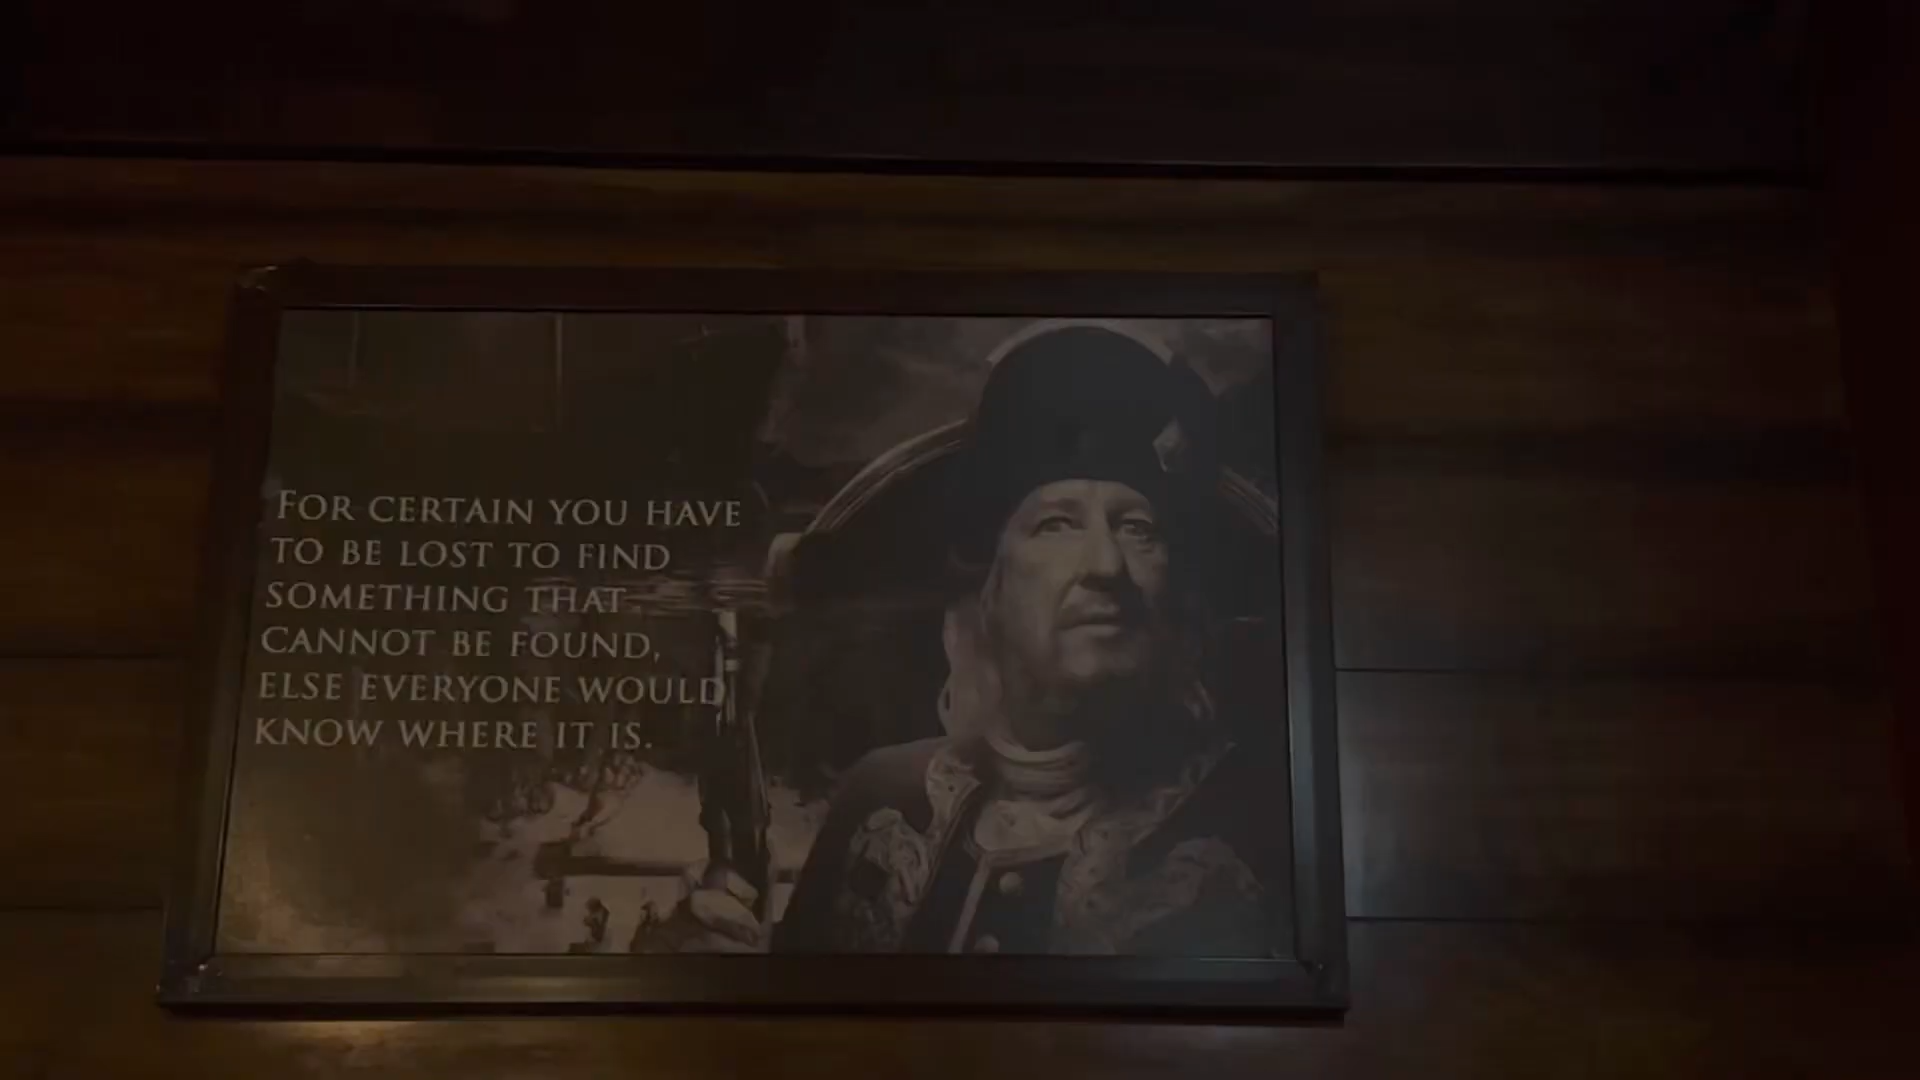 FOR CERTAIN YOU HAVE
TO BE LOST TO FIND
SOMETHING THAT
CANNOT BE FOUND,
ELSE EVERYONE WOULD
KNOW WHERE IT IS.